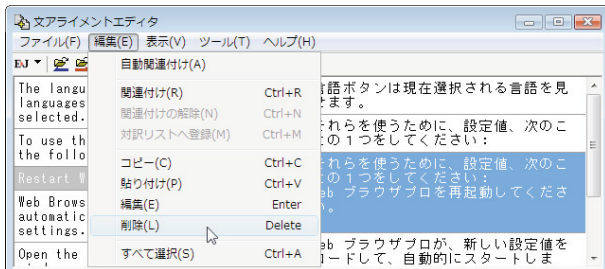 文アライメントエディタ
ファイル(F) 編集(E) 表示(V) ツール(T) ヘルプ(H)
EJ
自動関連付け(A)
関連付け(R) Ctrl+R
関連付けの解除(N) Ctrl+N
対訳リストへ登録(M) Ctrl+M
コピー(C) Ctrl+C
貼り付け(P) Ctrl+V
編集(E) Enter
削除(L) Delete
すべて選択(S) Ctrl+A
The langu
languages
selected.
To use th
the follo
Restart
Web Brows
automatic
settings.
Open the
言語ボタンは現在選択される言語を見
せます。
れらを使うために、設定値、次のこ
の1つをしてください：
れらを使うために、設定値、次のこ
の1つをしてください：
eb ブラウザプロを再起動してくださ
。
eb ブラウザプロが、新しい設定値を
ロードして、自動的にスタートしま